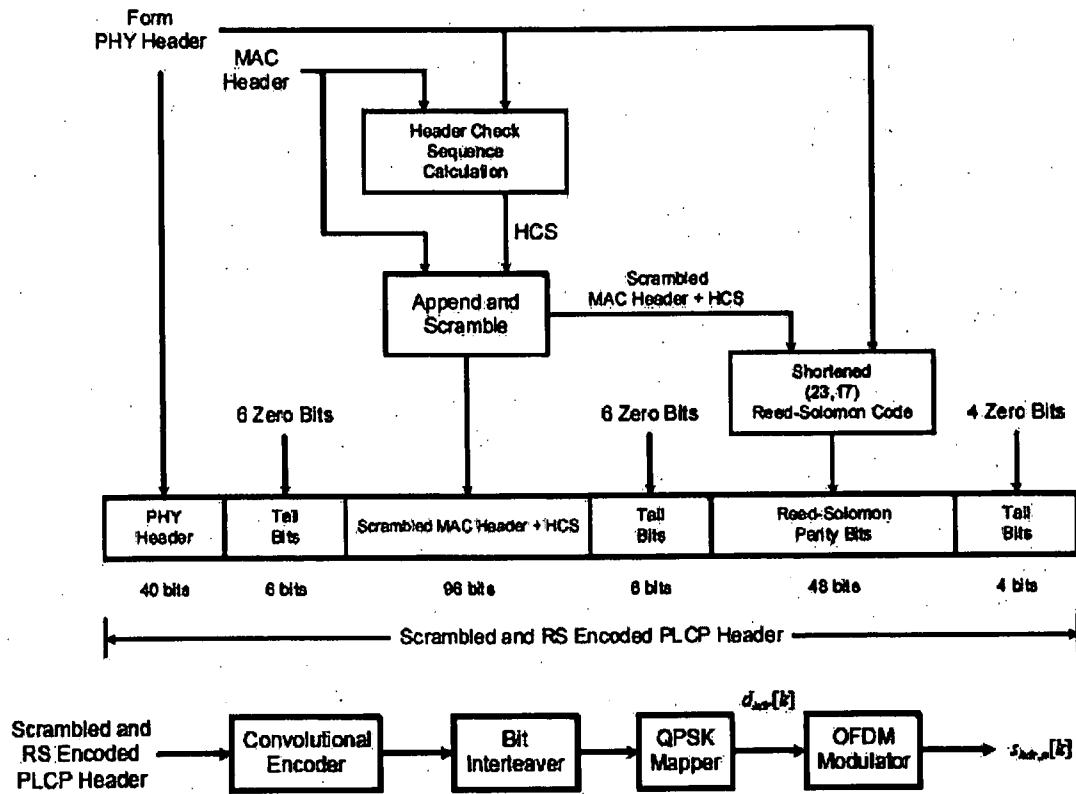 Form
PHY Header
MAC
Header
Header Check
Sequence
Calculation
HCS
Append and
Scramble
Scrambled
MAC Header + HCS
Shortened
(23,17)
Reed-Solomon Code
6 Zero Bits
6 Zero Bits
4 Zero Bits
PHY
Header
Tail
Bits
Scrambled MAC Header + HCS
Tail
Bits
Reed-Solomon
Parity Bits
Tail
Bits
40 bits
6 bits
96 bits
6 bits
48 bits
4 bits
Scrambled and RS Encoded PLCP Header
Scrambled and
RS Encoded
PLCP Header
Convolutional
Encoder
Bit
Interleaver
QPSK
Mapper
d_hdr[k]
OFDM
Modulator
s_hdr,n[k]